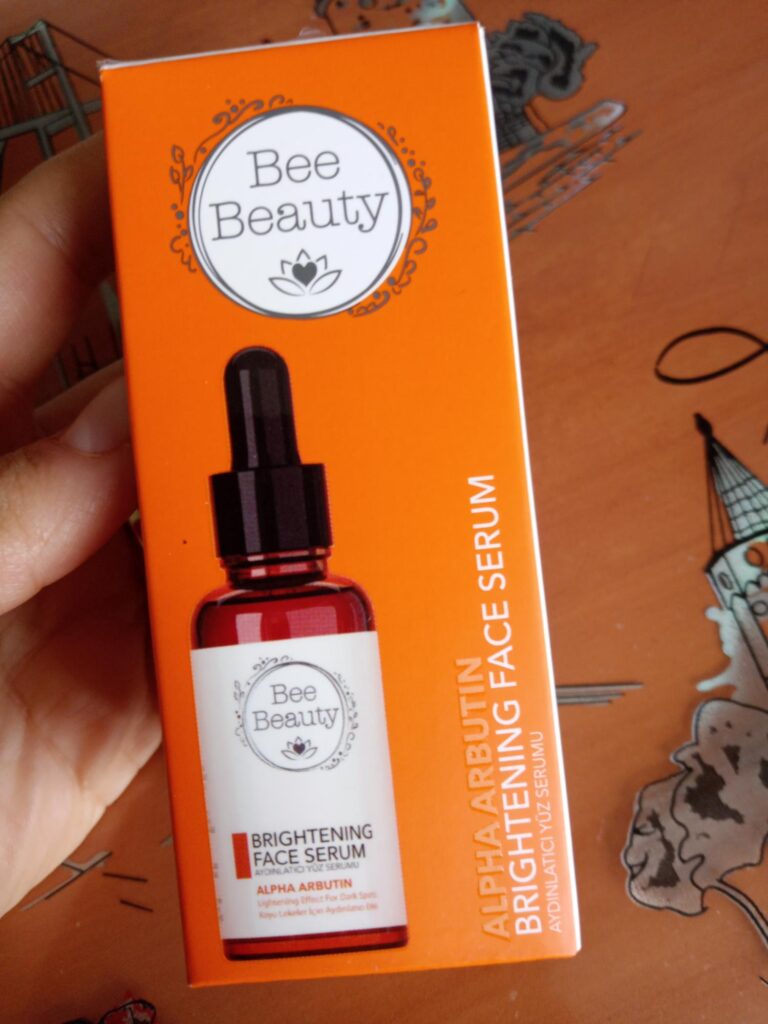 Bee
Beauty
Bee
Beauty
BRIGHTENING
FACE SERUM
AYDINLATICI YÜZ SERUMU
ALPHA ARBUTIN
Lightening Effect For Dark Spots
Koyu Lekeler İçin Aydınlatıcı Etki
ALPHA ARBUTIN
BRIGHTENING FACE SERUM
AYDINLATICI YÜZ SERUMU